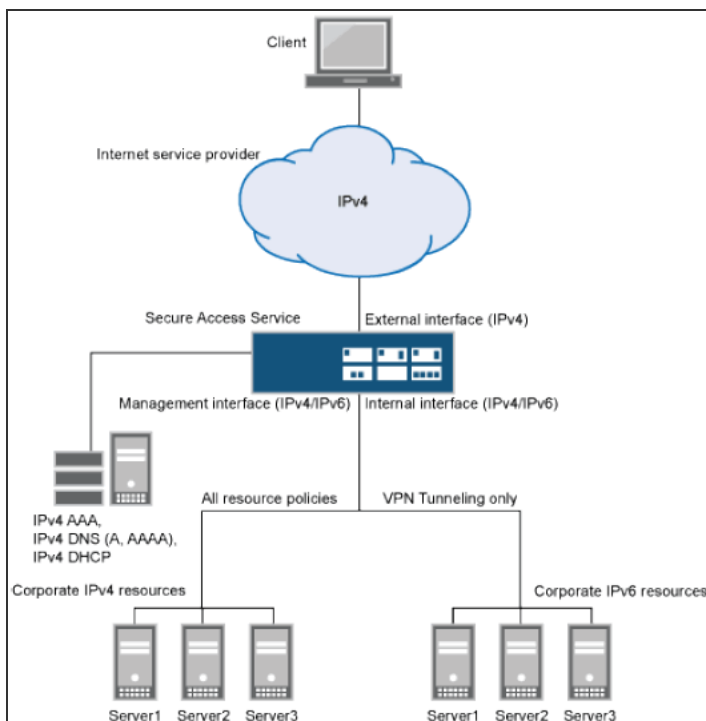 Client
Internet service provider
IPv4
Secure Access Service
External interface (IPv4)
Management interface (IPv4/IPv6)
Internal interface (IPv4/IPv6)
All resource policies
VPN Tunneling only
IPv4 AAA,
IPv4 DNS (A, AAAA),
IPv4 DHCP
Corporate IPv4 resources
Corporate IPv6 resources
Server1 Server2 Server3
Server1 Server2 Server3